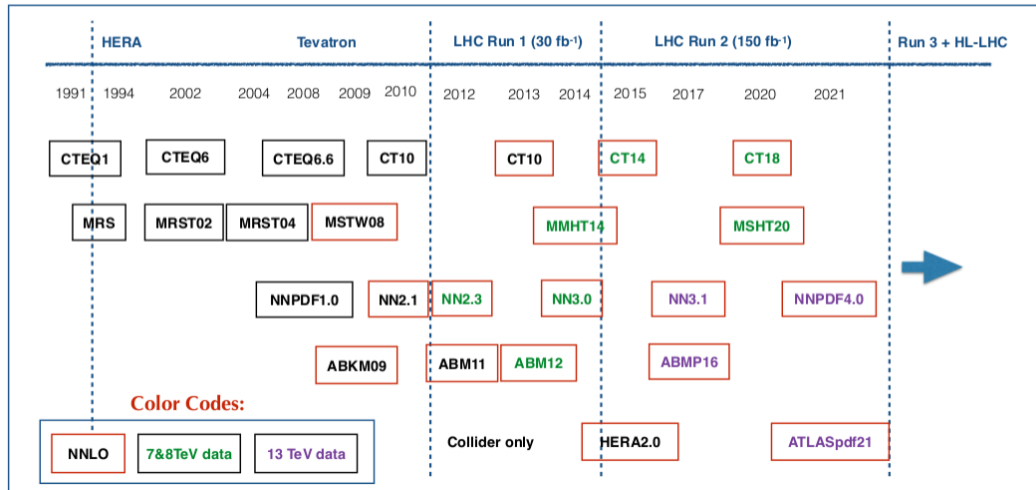 HERA Tevatron LHC Run 1 (30 fb⁻¹) LHC Run 2 (150 fb⁻¹) Run 3 + HL-LHC
1991 1994 2002 2004 2008 2009 2010 2012 2013 2014 2015 2017 2020 2021
CTEQ1 CTEQ6 CTEQ6.6 CT10 CT10 CT14 CT18
MRS MRST02 MRST04 MSTW08 MMHT14 MSHT20
NNPDF1.0 NN2.1 NN2.3 NN3.0 NN3.1 NNPDF4.0
ABKM09 ABM11 ABM12 ABMP16
Color Codes:
NNLO 7&8TeV data 13 TeV data Collider only HERA2.0 ATLASpdf21